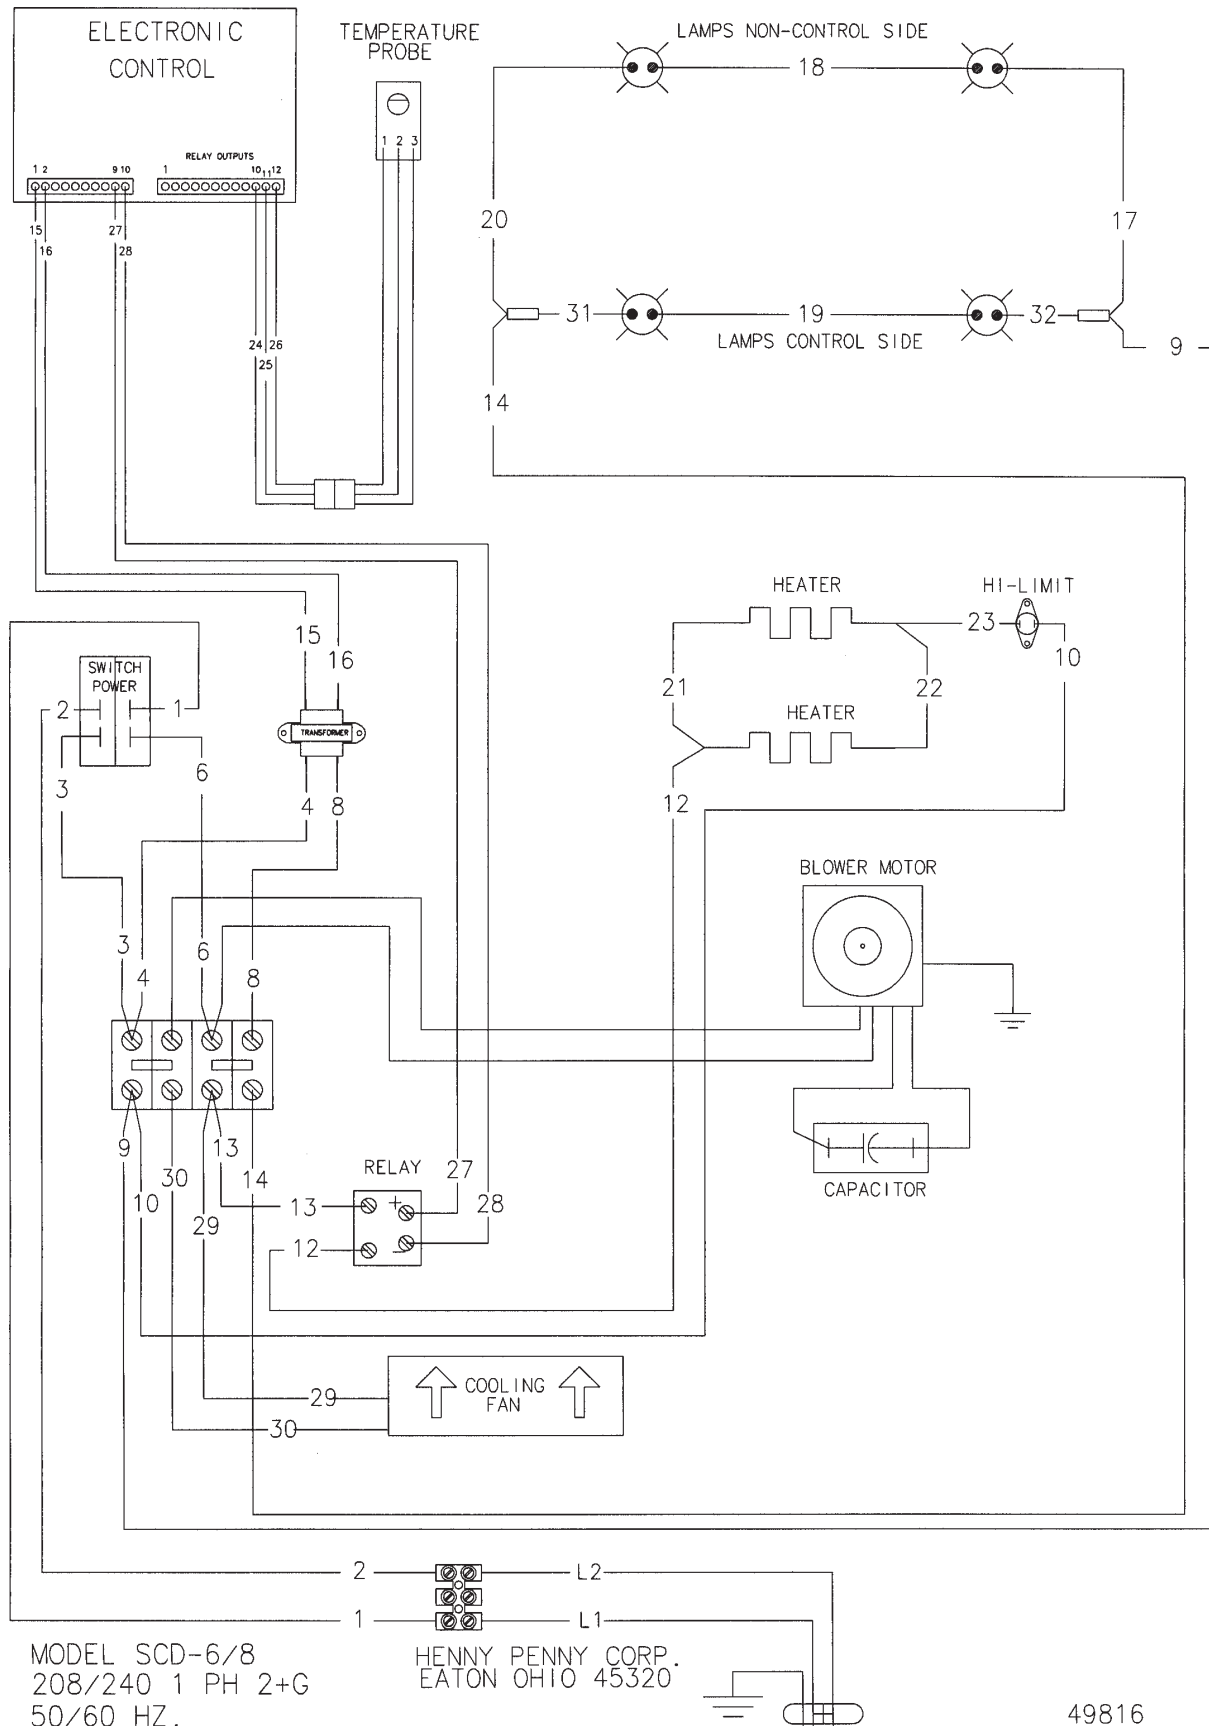 ELECTRONIC
CONTROL
RELAY OUTPUTS
1 2 9 10
1 10 11 12
15 27
16 28
24 26
25
TEMPERATURE
PROBE
1 2 3
LAMPS NON-CONTROL SIDE
18
20 17
31 19 32
LAMPS CONTROL SIDE
9
14
HEATER HI-LIMIT
23
10
21 22
HEATER
12
15
16
SWITCH
POWER
2 1
3 6
TRANSFORMER
4 8
BLOWER MOTOR
3 6
4 8
9 13
30 14
10
29
RELAY
27
28
13 +
12 -
CAPACITOR
COOLING
FAN
29
30
2 L2
1 L1
MODEL SCD-6/8
208/240 1 PH 2+G
50/60 HZ.
HENNY PENNY CORP.
EATON OHIO 45320
49816